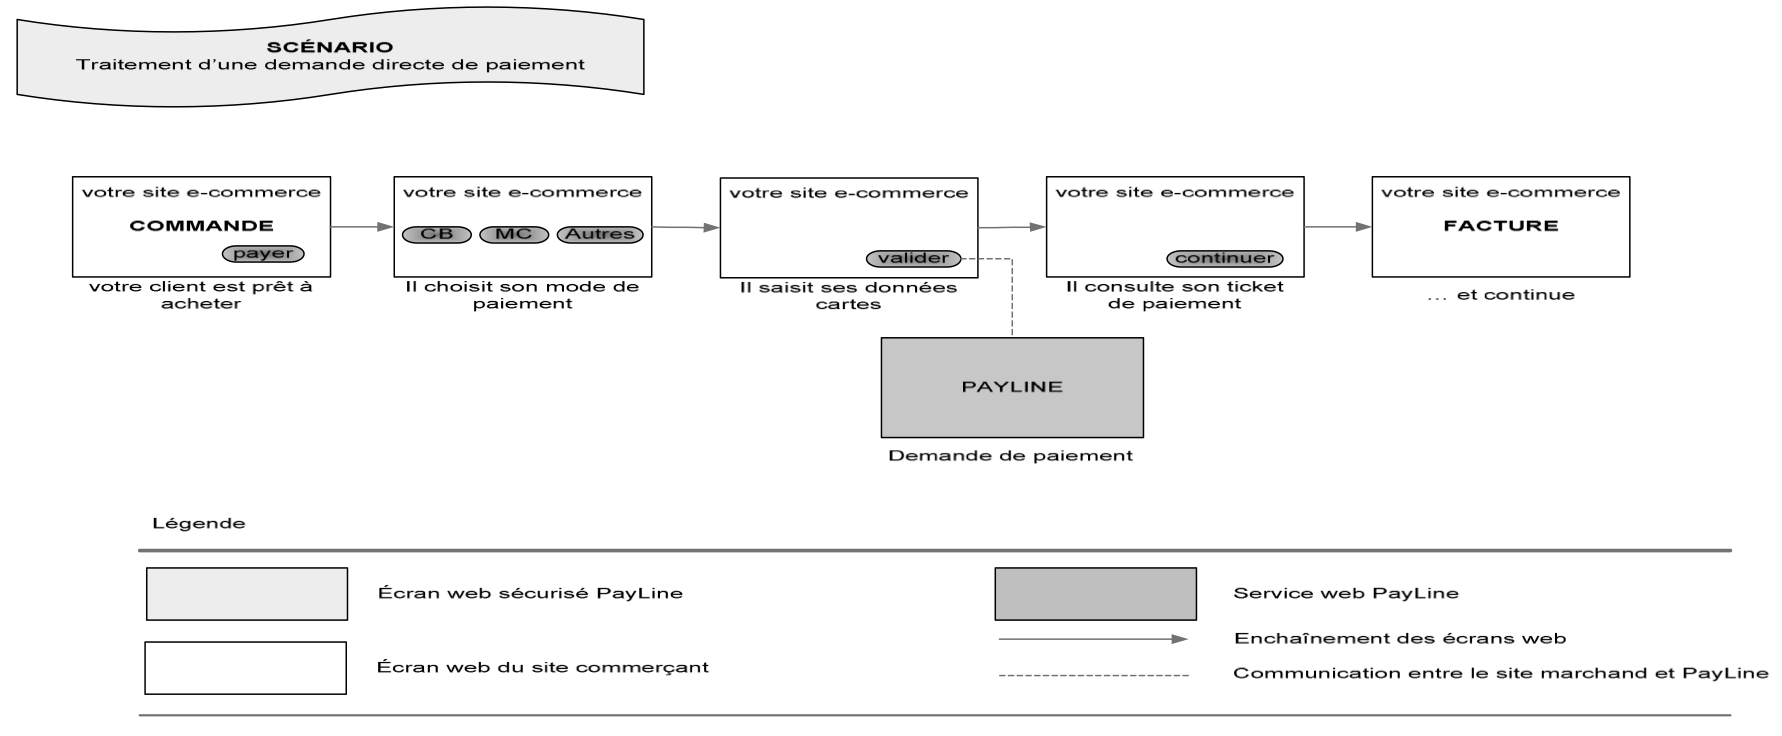 SCÉNARIO
Traitement d'une demande directe de paiement
votre site e-commerce
COMMANDE
payer
votre client est prêt à
acheter
votre site e-commerce
CB MC Autres
Il choisit son mode de
paiement
votre site e-commerce
valider
Il saisit ses données
cartes
votre site e-commerce
continuer
Il consulte son ticket
de paiement
votre site e-commerce
FACTURE
… et continue
PAYLINE
Demande de paiement
Légende
Écran web sécurisé PayLine
Écran web du site commerçant
Service web PayLine
Enchaînement des écrans web
Communication entre le site marchand et PayLine